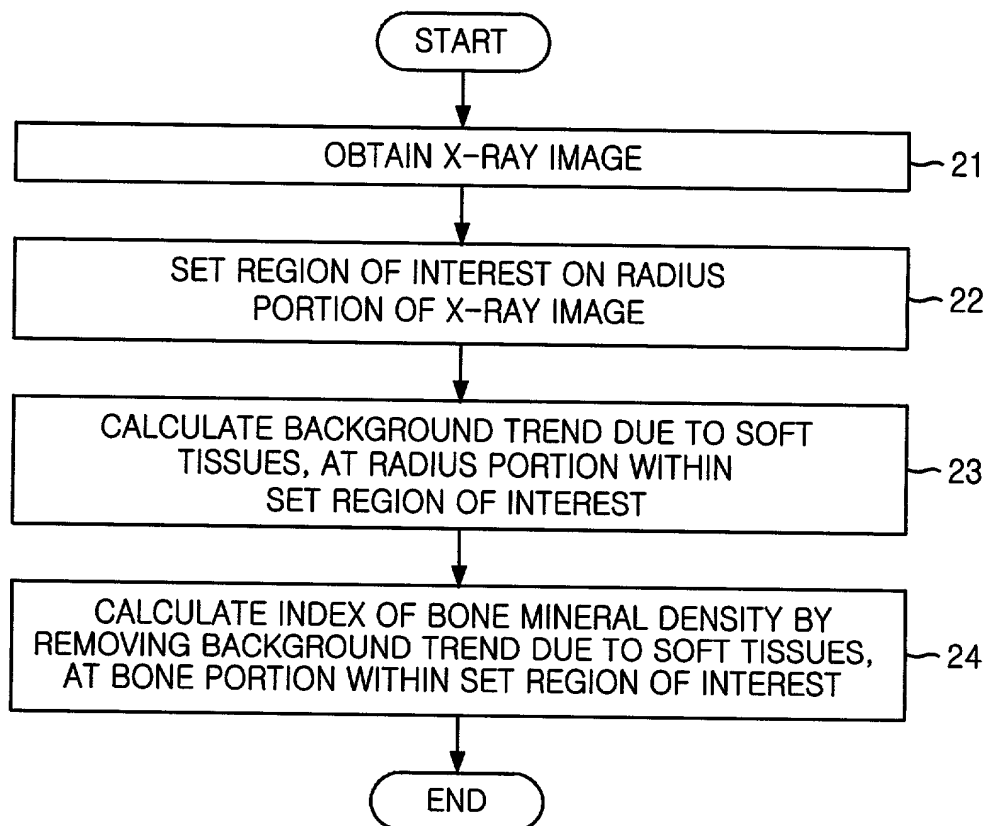 START
OBTAIN X-RAY IMAGE
21
SET REGION OF INTEREST ON RADIUS
PORTION OF X-RAY IMAGE
22
CALCULATE BACKGROUND TREND DUE TO SOFT
TISSUES, AT RADIUS PORTION WITHIN
SET REGION OF INTEREST
23
CALCULATE INDEX OF BONE MINERAL DENSITY BY
REMOVING BACKGROUND TREND DUE TO SOFT TISSUES,
AT BONE PORTION WITHIN SET REGION OF INTEREST
24
END